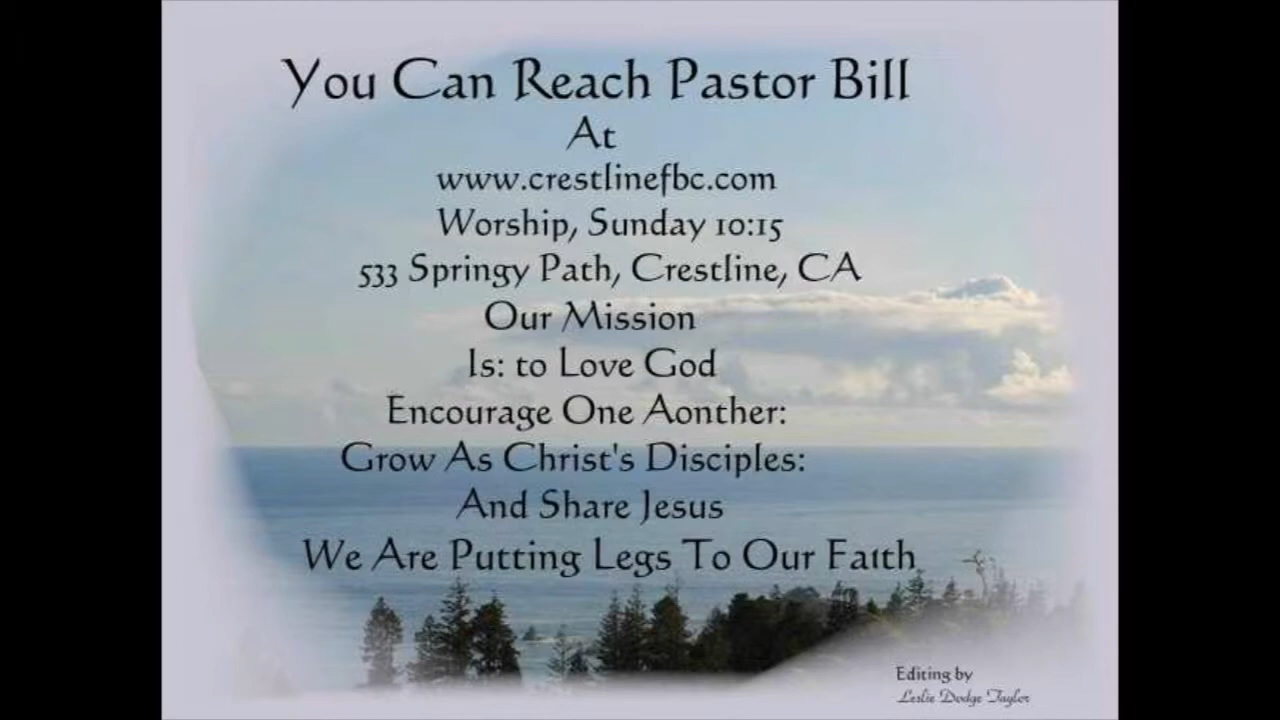 You Can Reach Pastor Bill
At
www.crestlinefbc.com
Worship, Sunday 10:15
533 Springy Path, Crestline, CA
Our Mission
Is: to Love God
Encourage One Aonther:
Grow As Christ's Disciples:
And Share Jesus
We Are Putting Legs To Our Faith
Editing by
Leslie Dodge Taylor